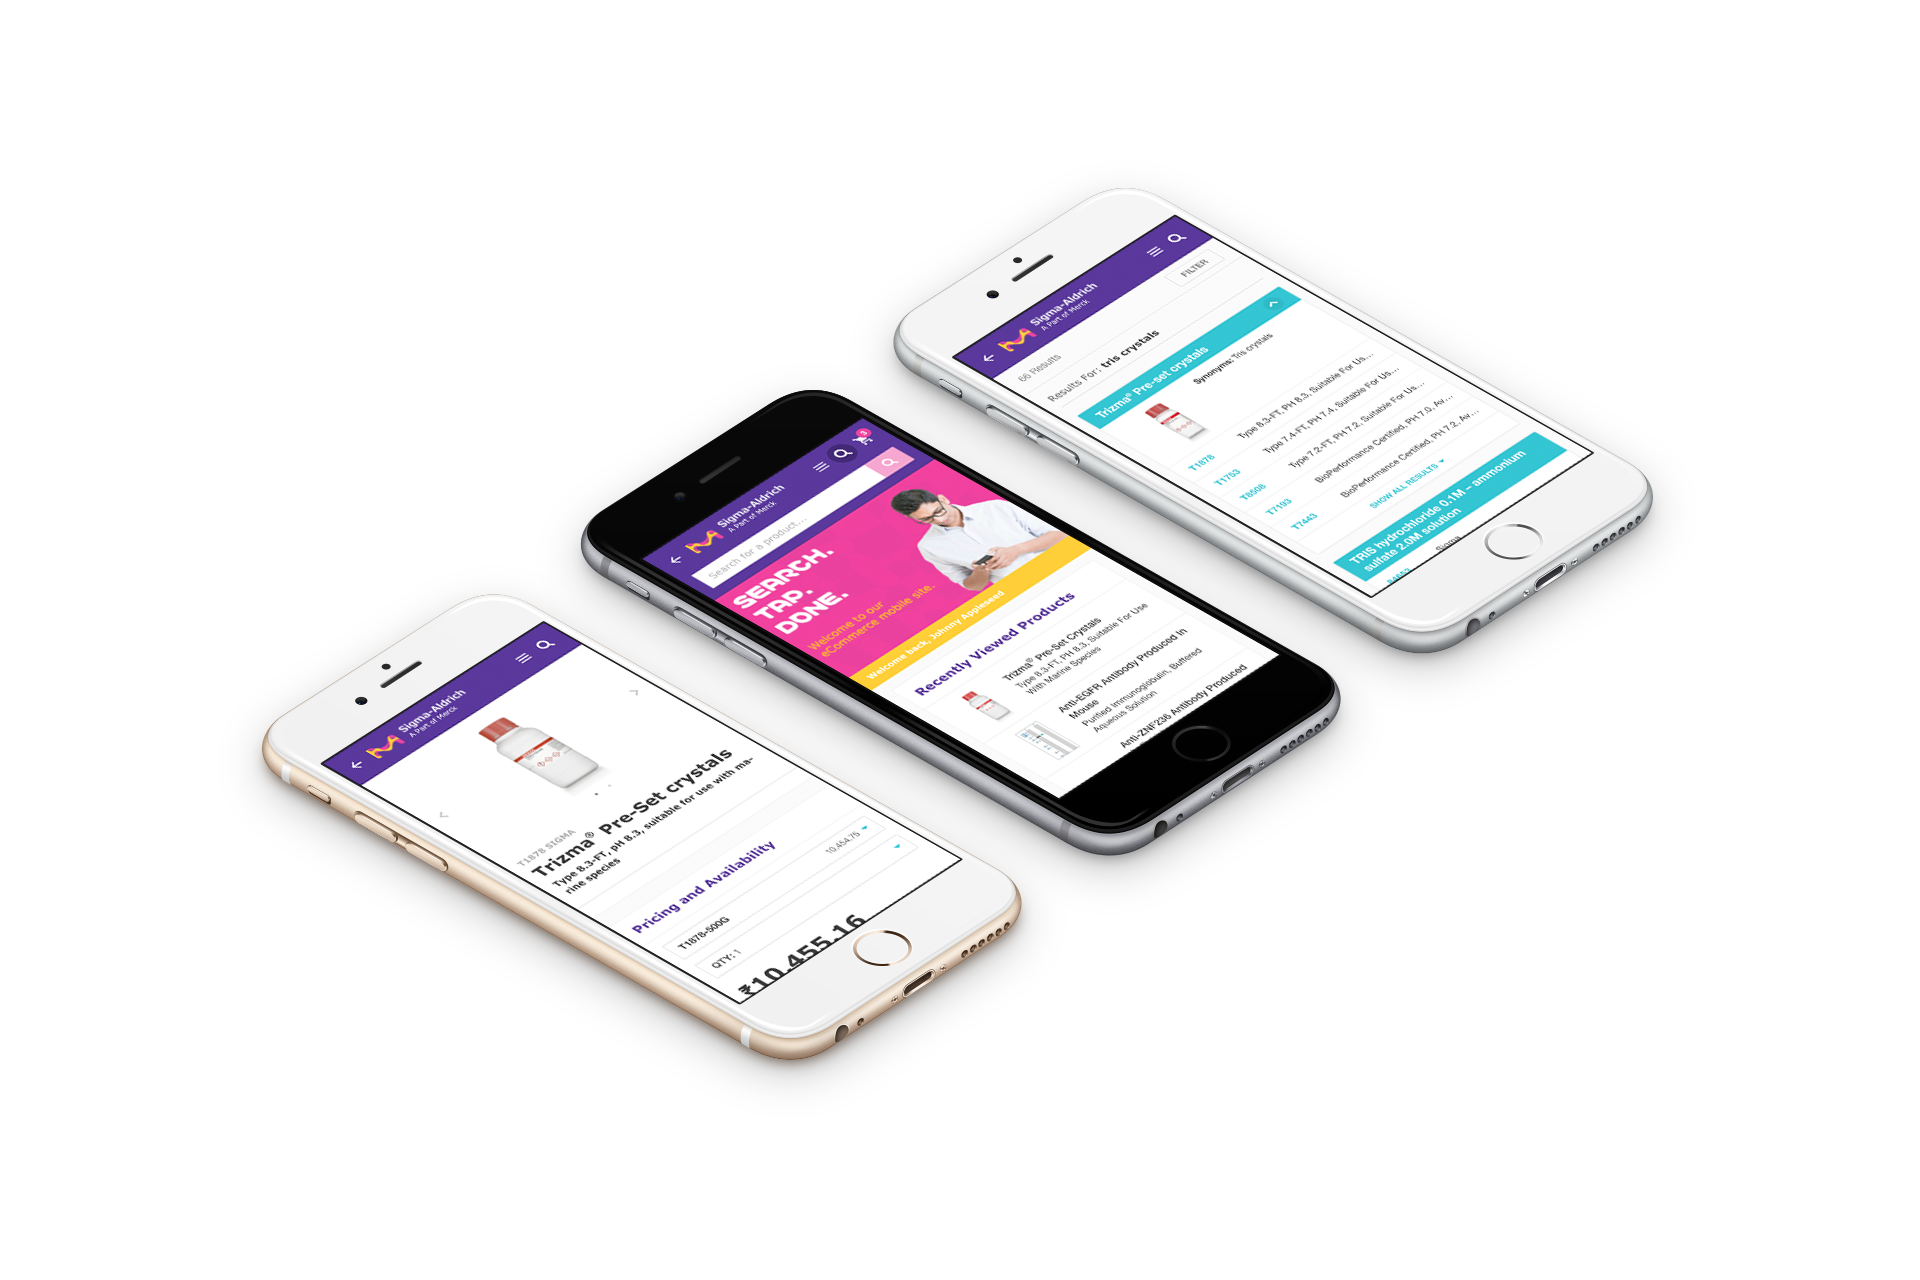 Sigma-Aldrich
A Part of Merck
T1878 SIGMA
Trizma® Pre-Set crystals
Type 8.3-FT, pH 8.3, suitable for use with ma-
rine species
Pricing and Availability
T1878-500G
10,454.75
QTY: 1
₹10,455.16
3
Sigma-Aldrich
A Part of Merck
Search for a product...
SEARCH.
TAP.
DONE.
Welcome to our
eCommerce mobile site.
Welcome back, Johnny Appleseed
Recently Viewed Products
Trizma® Pre-Set Crystals
Type 8.3-FT, PH 8.3, Suitable For Use
With Marine Species
Anti-EGFR Antibody Produced In
Mouse
Purified Immunoglobulin, Buffered
Aqueous Solution
Anti-ZNF236 Antibody Produced
Sigma-Aldrich
A Part of Merck
66 Results
FILTER
Results For: tris crystals
Trizma® Pre-set crystals
Synonyms: Tris crystals
T1878 Type 8.3-FT, PH 8.3, Suitable For Us...
T1753 Type 7.4-FT, PH 7.4, Suitable For Us...
T8508 Type 7.2-FT, PH 7.2, Suitable For Us...
T7193 BioPerformance Certified, PH 7.0, Av...
T7443 BioPerformance Certified, PH 7.2, Av...
SHOW ALL RESULTS
TRIS hydrochloride 0.1M – ammonium
sulfate 2.0M solution
Sigma